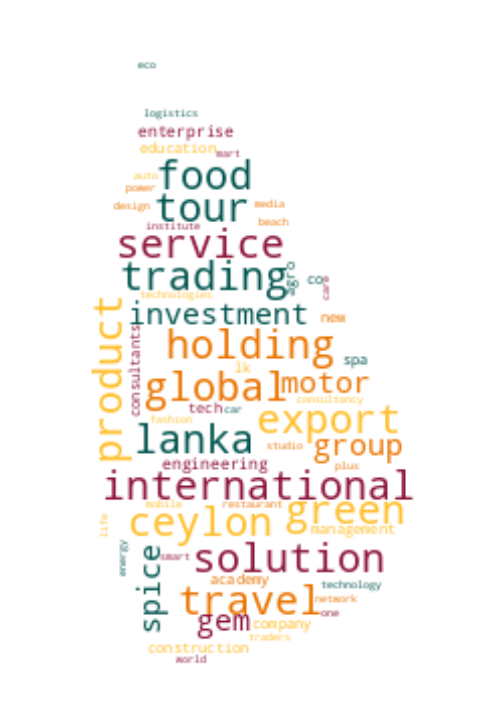 eco
logistics
enterprise
education
mart
food
auto
power
tour
design
media
institute
beach
service
trading
agro
co
care
technologies
product
investment
new
consultants
holding
spa
lk
global
motor
consultancy
tech
car
export
fashion
lanka
studio
group
engineering
plus
international
mobile
restaurant
green
ceylon
life
management
energy
smart
solution
spice
academy
technology
travel
network
one
gem
company
traders
construction
world